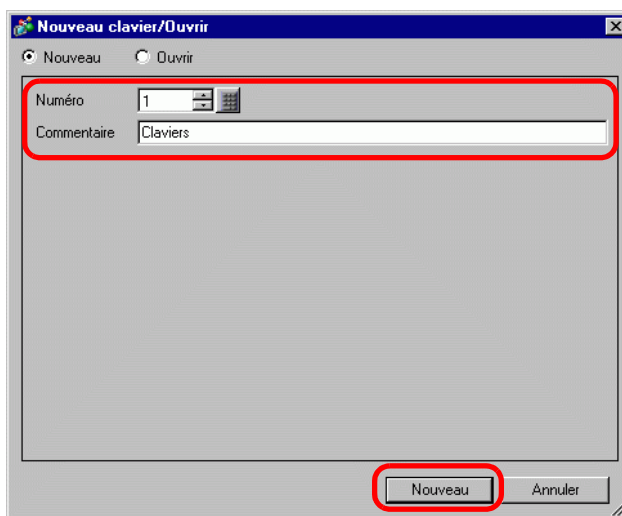 Nouveau clavier/Ouvrir
Nouveau Ouvrir
Numéro 1
Commentaire Claviers
Nouveau Annuler